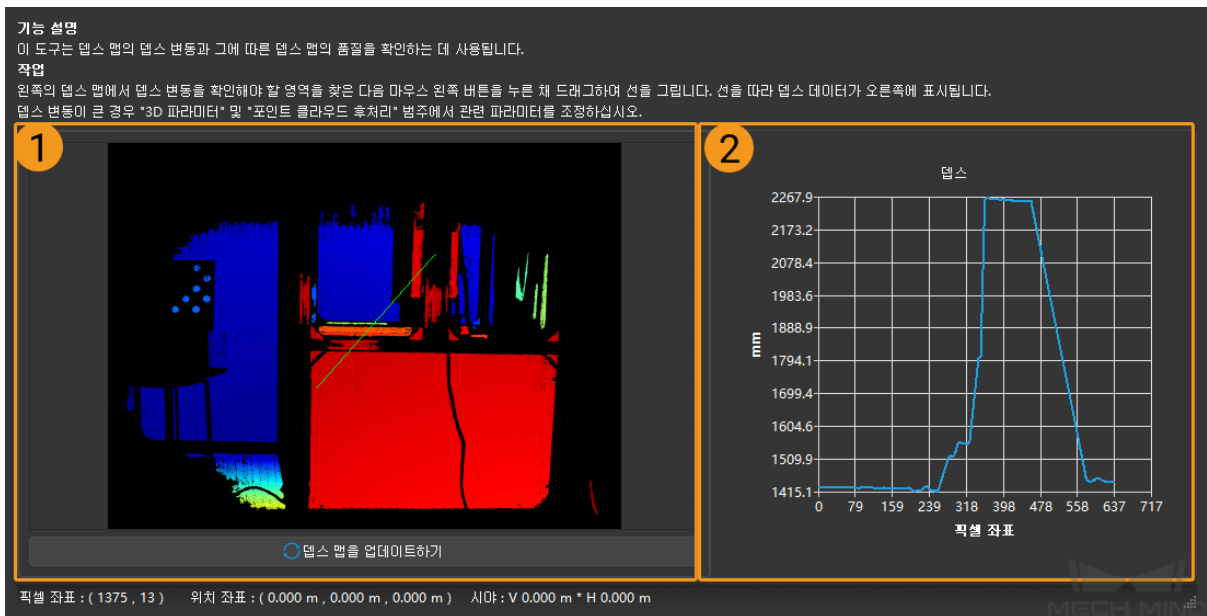 기능 설명
이 도구는 뎁스 맵의 뎁스 변동과 그에 따른 뎁스 맵의 품질을 확인하는 데 사용됩니다.
작업
왼쪽의 뎁스 맵에서 뎁스 변동을 확인해야 할 영역을 찾은 다음 마우스 왼쪽 버튼을 누른 채 드래그하여 선을 그립니다. 선을 따라 뎁스 데이터가 오른쪽에 표시됩니다.
뎁스 변동이 큰 경우 "3D 파라미터" 및 "포인트 클라우드 후처리" 범주에서 관련 파라미터를 조정하십시오.
1
뎁스 맵을 업데이트하기
2
뎁스
2267.9
2173.2
2078.4
1983.6
1888.9
1794.1
1699.4
1604.6
1509.9
1415.1
mm
0 79 159 239 318 398 478 558 637 717
픽셀 좌표
픽셀 좌표 : ( 1375 , 13 ) 위치 좌표 : ( 0.000 m , 0.000 m , 0.000 m ) 시야 : V 0.000 m * H 0.000 m
MECH MIND